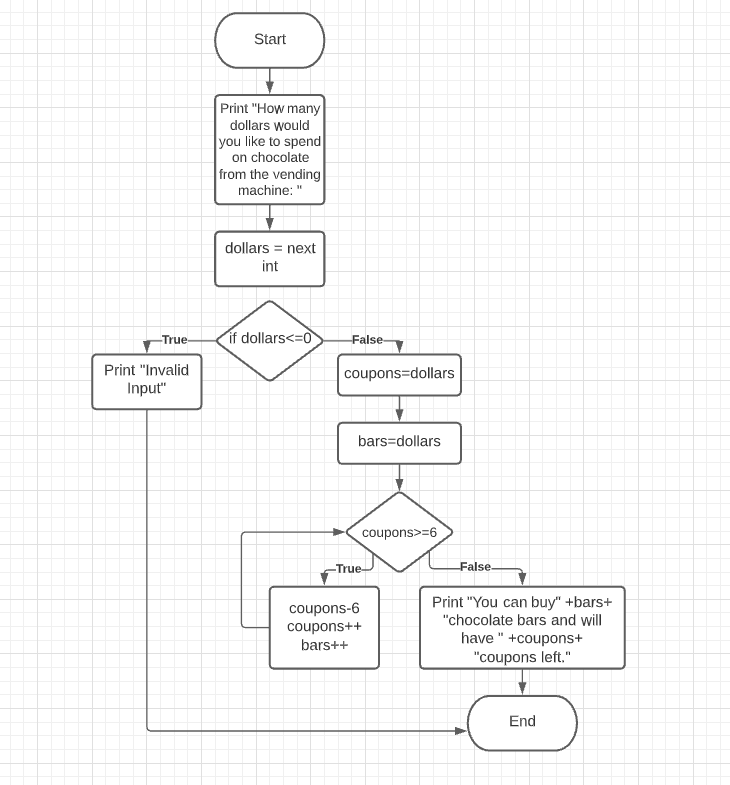 Start
Print "How many
dollars would
you like to spend
on chocolate
from the vending
machine: "
dollars = next
int
if dollars<=0
True
False
Print "Invalid
Input"
coupons=dollars
bars=dollars
coupons>=6
True
False
coupons-6
coupons++
bars++
Print "You can buy" +bars+
"chocolate bars and will
have " +coupons+
"coupons left."
End